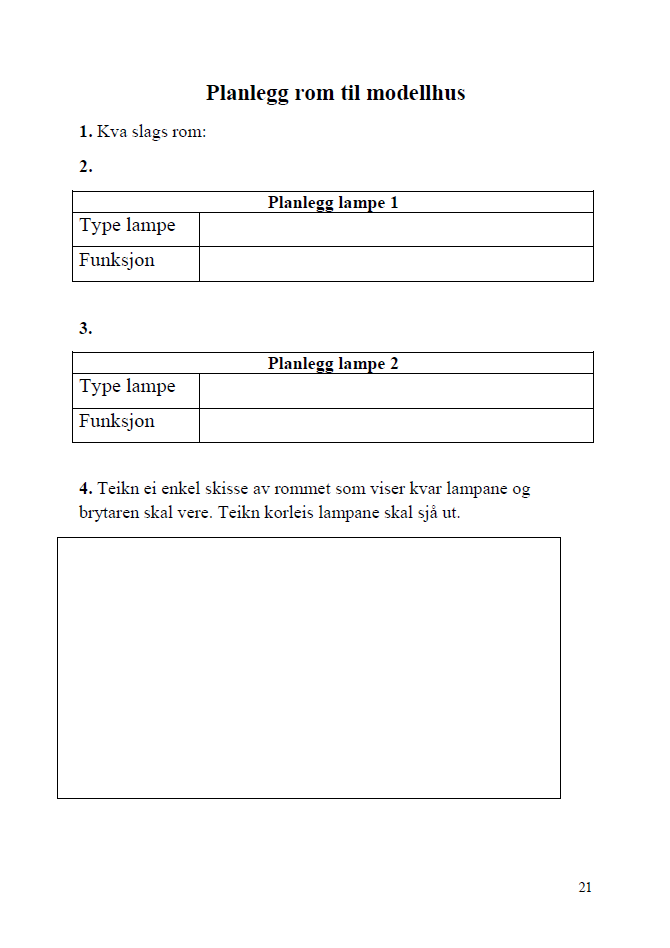 Planlegg rom til modellhus
1. Kva slags rom:
2.
Planlegg lampe 1
Type lampe
Funksjon
3.
Planlegg lampe 2
Type lampe
Funksjon
4. Teikn ei enkel skisse av rommet som viser kvar lampane og
brytaren skal vere. Teikn korleis lampane skal sjå ut.
21